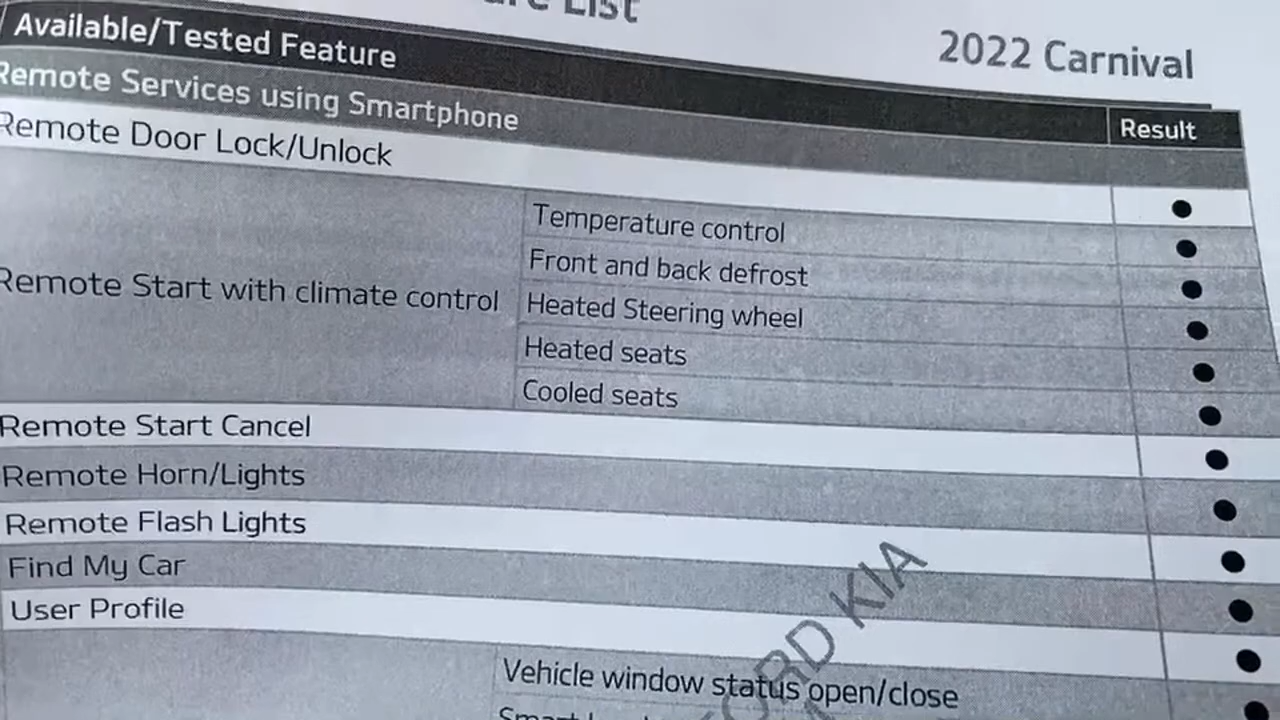 List
2022 Carnival
Available/Tested Feature
Result
Remote Services using Smartphone
Remote Door Lock/Unlock
●
Remote Start with climate control
Temperature control
●
Front and back defrost
●
Heated Steering wheel
●
Heated seats
●
Cooled seats
●
Remote Start Cancel
●
Remote Horn/Lights
●
Remote Flash Lights
●
Find My Car
●
User Profile
●
Vehicle window status open/close
●
KIA